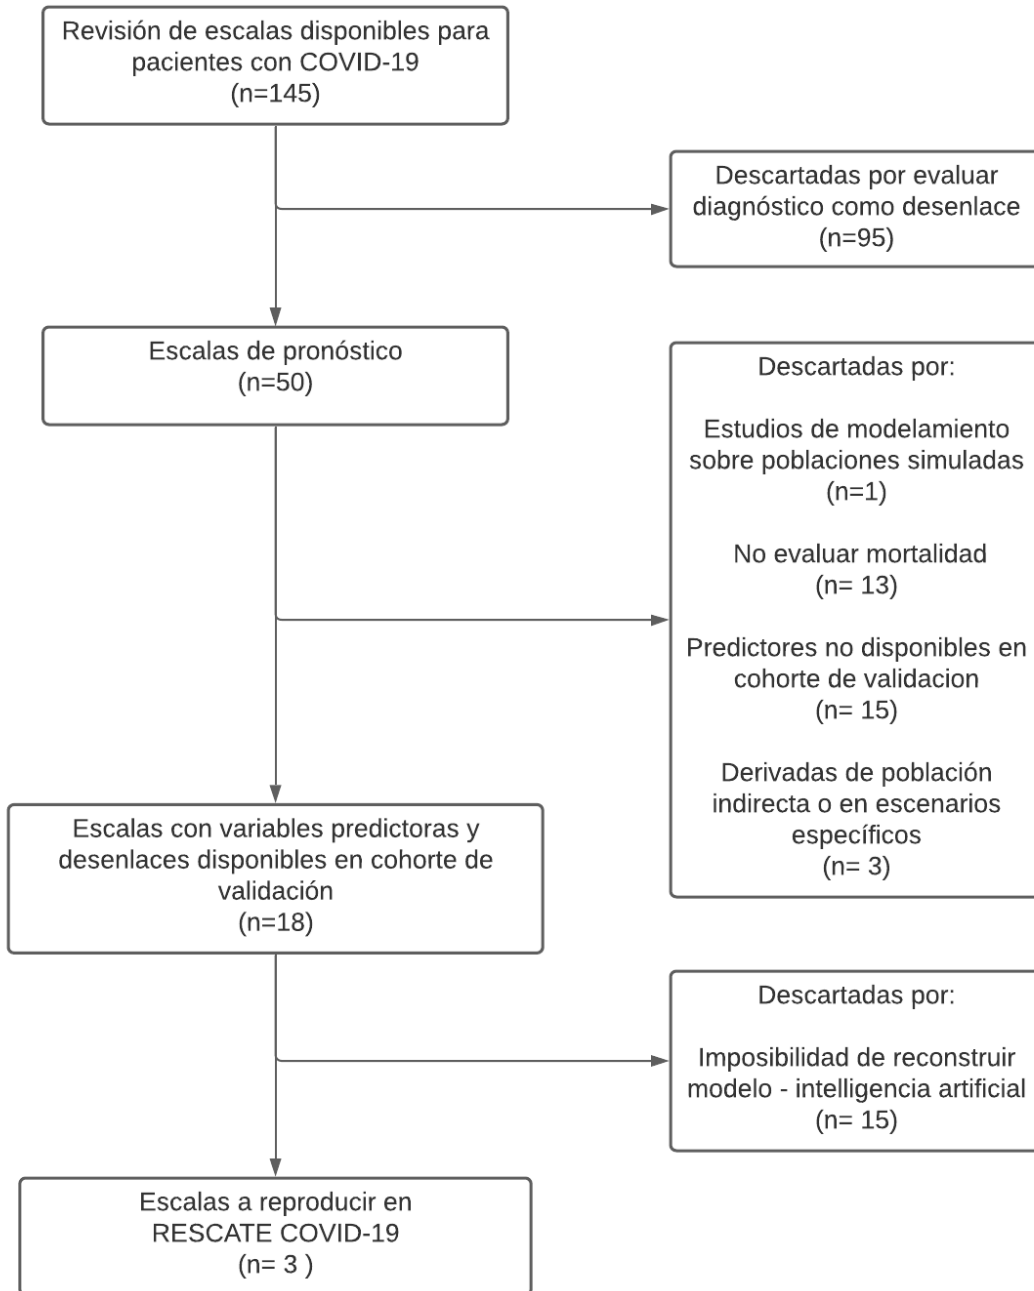 Revisión de escalas disponibles para
pacientes con COVID-19
(n=145)
Descartadas por evaluar
diagnóstico como desenlace
(n=95)
Escalas de pronóstico
(n=50)
Descartadas por:
Estudios de modelamiento
sobre poblaciones simuladas
(n=1)
No evaluar mortalidad
(n= 13)
Predictores no disponibles en
cohorte de validacion
(n= 15)
Derivadas de población
indirecta o en escenarios
específicos
(n= 3)
Escalas con variables predictoras y
desenlaces disponibles en cohorte de
validación
(n=18)
Descartadas por:
Imposibilidad de reconstruir
modelo - intelligencia artificial
(n= 15)
Escalas a reproducir en
RESCATE COVID-19
(n= 3 )